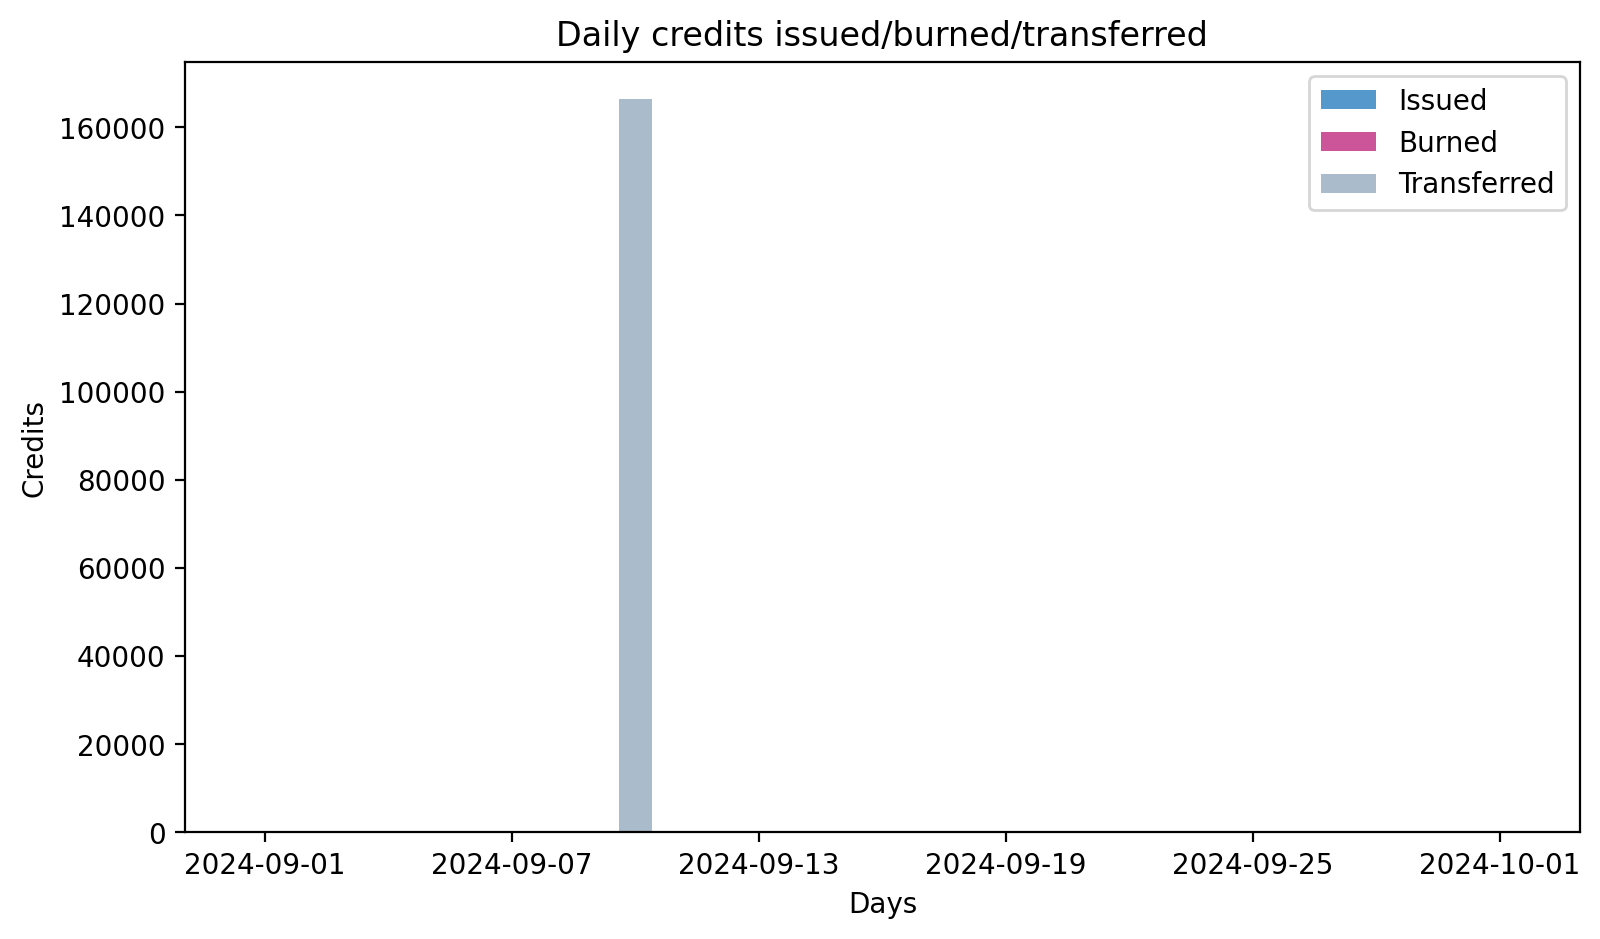 Daily credits issued/burned/transferred
Issued
Burned
Transferred
160000
140000
120000
100000
80000
60000
40000
20000
0
Credits
2024-09-01
2024-09-07
2024-09-13
2024-09-19
2024-09-25
2024-10-01
Days